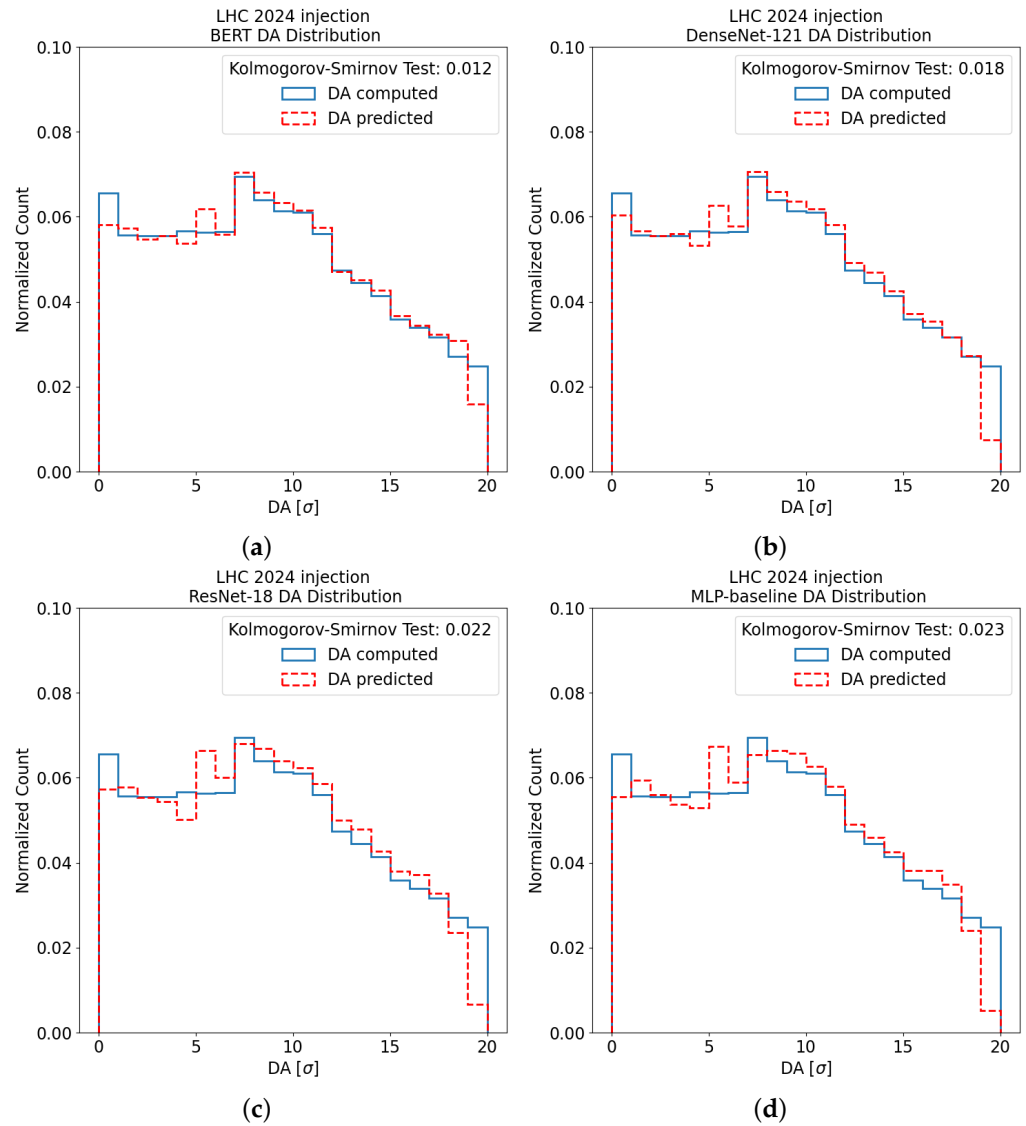 LHC 2024 injection
BERT DA Distribution
Kolmogorov-Smirnov Test: 0.012
DA computed
DA predicted
Normalized Count
0.10
0.08
0.06
0.04
0.02
0.00
0
5
10
15
20
DA [σ]
(a)
LHC 2024 injection
DenseNet-121 DA Distribution
Kolmogorov-Smirnov Test: 0.018
DA computed
DA predicted
Normalized Count
0.10
0.08
0.06
0.04
0.02
0.00
0
5
10
15
20
DA [σ]
(b)
LHC 2024 injection
ResNet-18 DA Distribution
Kolmogorov-Smirnov Test: 0.022
DA computed
DA predicted
Normalized Count
0.10
0.08
0.06
0.04
0.02
0.00
0
5
10
15
20
DA [σ]
(c)
LHC 2024 injection
MLP-baseline DA Distribution
Kolmogorov-Smirnov Test: 0.023
DA computed
DA predicted
Normalized Count
0.10
0.08
0.06
0.04
0.02
0.00
0
5
10
15
20
DA [σ]
(d)